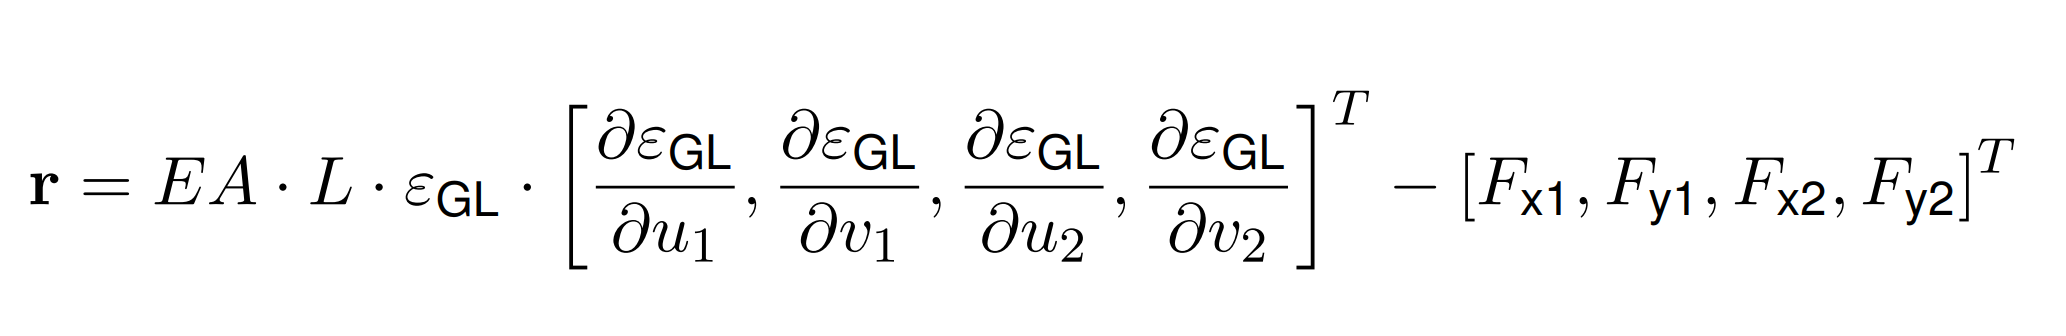 r = EA · L · ε_GL · [∂ε_GL/∂u_1, ∂ε_GL/∂v_1, ∂ε_GL/∂u_2, ∂ε_GL/∂v_2]^T − [F_x1, F_y1, F_x2, F_y2]^T